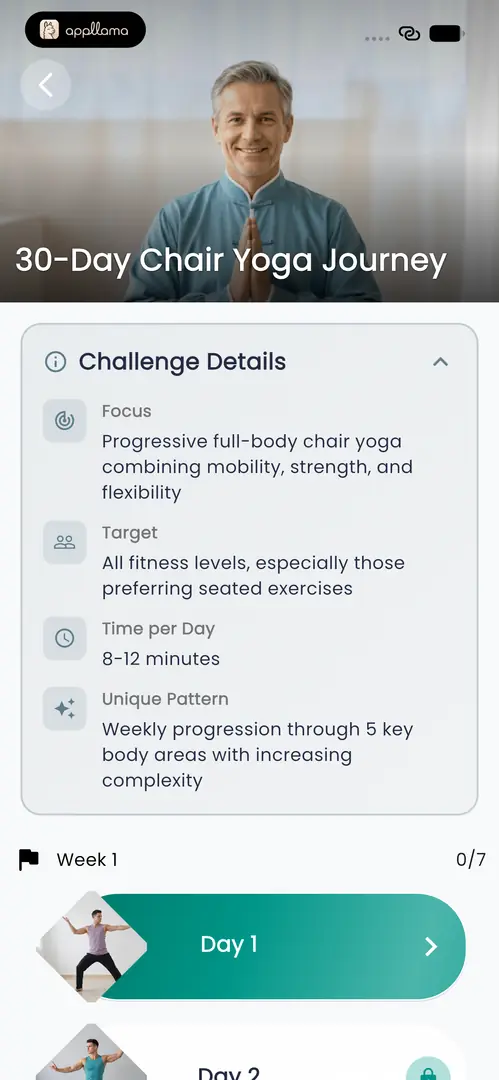 appllama
30-Day Chair Yoga Journey
Challenge Details
Focus
Progressive full-body chair yoga
combining mobility, strength, and
flexibility
Target
All fitness levels, especially those
preferring seated exercises
Time per Day
8-12 minutes
Unique Pattern
Weekly progression through 5 key
body areas with increasing
complexity
Week 1
0/7
Day 1
Day 2